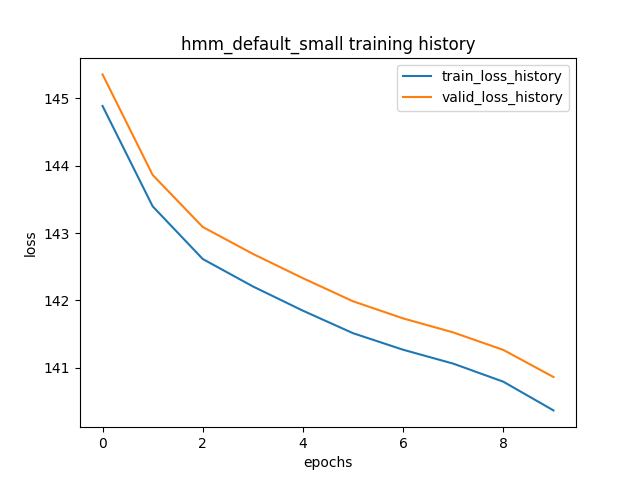 hmm_default_small training history
train_loss_history
valid_loss_history
145
144
143
142
141
loss
0 2 4 6 8
epochs